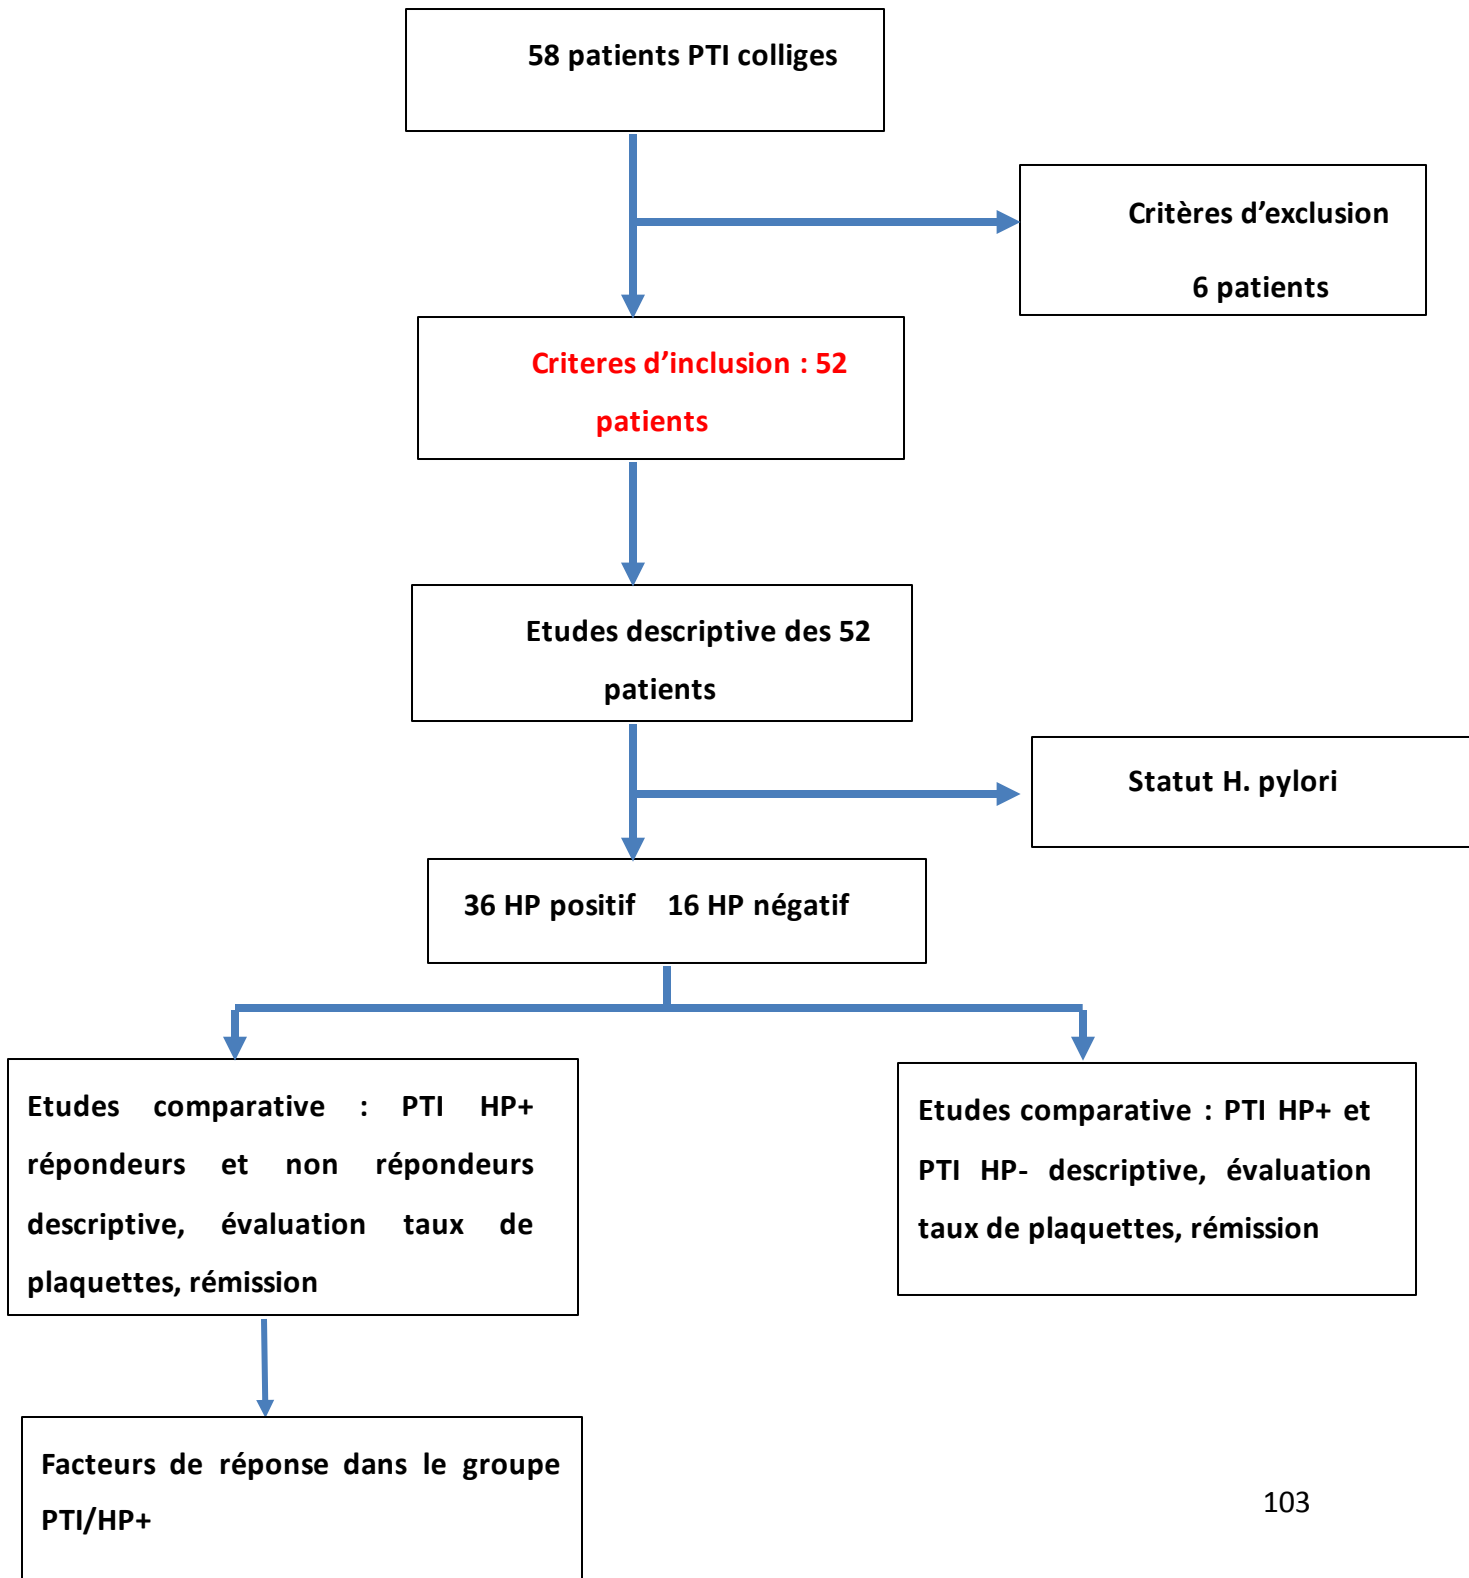 58 patients PTI colliges
Critères d’exclusion
6 patients
Criteres d’inclusion : 52
patients
Etudes descriptive des 52
patients
Statut H. pylori
36 HP positif 16 HP négatif
Etudes comparative : PTI HP+
répondeurs et non répondeurs
descriptive, évaluation taux de
plaquettes, rémission
Etudes comparative : PTI HP+ et
PTI HP- descriptive, évaluation
taux de plaquettes, rémission
Facteurs de réponse dans le groupe
PTI/HP+
103